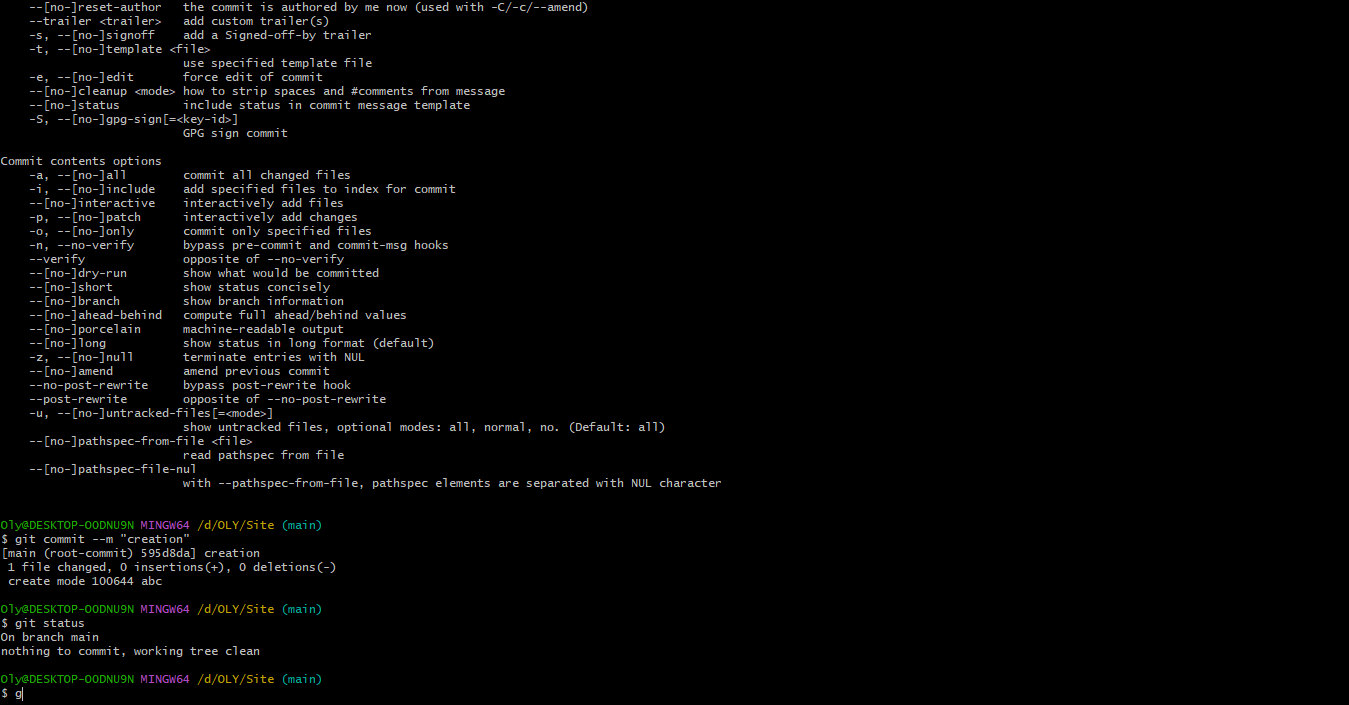 --[no-]reset-author   the commit is authored by me now (used with -C/-c/--amend)
--trailer <trailer>   add custom trailer(s)
-s, --[no-]signoff    add a Signed-off-by trailer
-t, --[no-]template <file>
use specified template file
-e, --[no-]edit       force edit of commit
--[no-]cleanup <mode> how to strip spaces and #comments from message
--[no-]status         include status in commit message template
-S, --[no-]gpg-sign[=<key-id>]
GPG sign commit
Commit contents options
-a, --[no-]all        commit all changed files
-i, --[no-]include    add specified files to index for commit
--[no-]interactive    interactively add files
-p, --[no-]patch      interactively add changes
-o, --[no-]only       commit only specified files
-n, --no-verify       bypass pre-commit and commit-msg hooks
--verify              opposite of --no-verify
--[no-]dry-run        show what would be committed
--[no-]short          show status concisely
--[no-]branch         show branch information
--[no-]ahead-behind   compute full ahead/behind values
--[no-]porcelain      machine-readable output
--[no-]long           show status in long format (default)
-z, --[no-]null       terminate entries with NUL
--[no-]amend          amend previous commit
--no-post-rewrite     bypass post-rewrite hook
--post-rewrite        opposite of --no-post-rewrite
-u, --[no-]untracked-files[=<mode>]
show untracked files, optional modes: all, normal, no. (Default: all)
--[no-]pathspec-from-file <file>
read pathspec from file
--[no-]pathspec-file-nul
with --pathspec-from-file, pathspec elements are separated with NUL character
Oly@DESKTOP-OODNU9N MINGW64 /d/OLY/Site (main)
$ git commit --m "creation"
[main (root-commit) 595d8da] creation
1 file changed, 0 insertions(+), 0 deletions(-)
create mode 100644 abc
Oly@DESKTOP-OODNU9N MINGW64 /d/OLY/Site (main)
$ git status
On branch main
nothing to commit, working tree clean
Oly@DESKTOP-OODNU9N MINGW64 /d/OLY/Site (main)
$ g